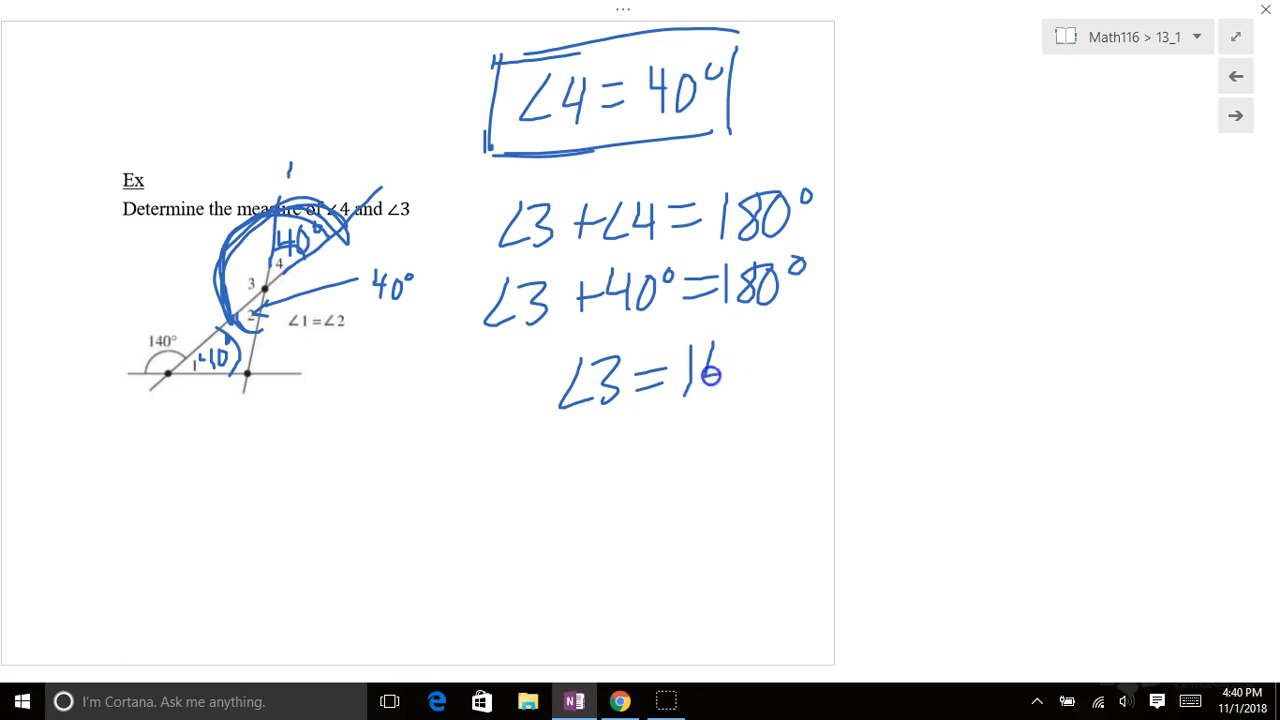 Math116 > 13_1
∠4 = 40°
Ex
Determine the measure of ∠4 and ∠3
∠3 + ∠4 = 180°
∠3 + 40° = 180°
∠3 = 16
40°
4
3
40°
2
∠1 = ∠2
140°
1
40°
I'm Cortana. Ask me anything.
4:40 PM
11/1/2018